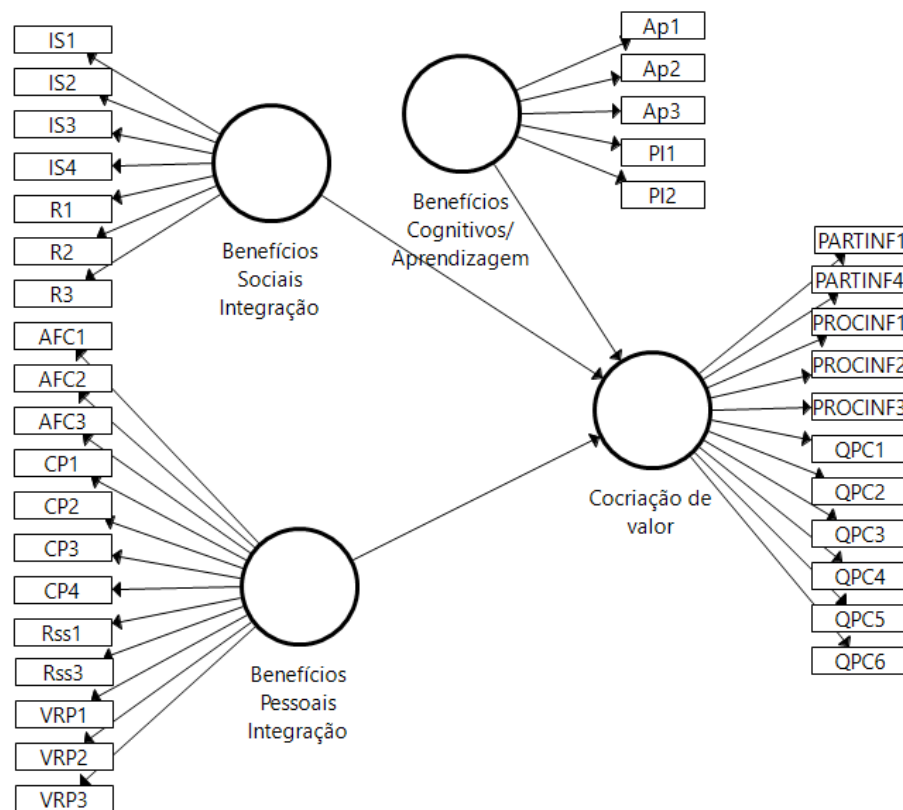 IS1
IS2
IS3
IS4
R1
R2
R3
AFC1
AFC2
AFC3
CP1
CP2
CP3
CP4
Rss1
Rss3
VRP1
VRP2
VRP3
Benefícios
Sociais
Integração
Benefícios
Pessoais
Integração
Benefícios
Cognitivos/
Aprendizagem
Ap1
Ap2
Ap3
PI1
PI2
Cocriação de
valor
PARTINF1
PARTINF4
PROCINF1
PROCINF2
PROCINF3
QPC1
QPC2
QPC3
QPC4
QPC5
QPC6